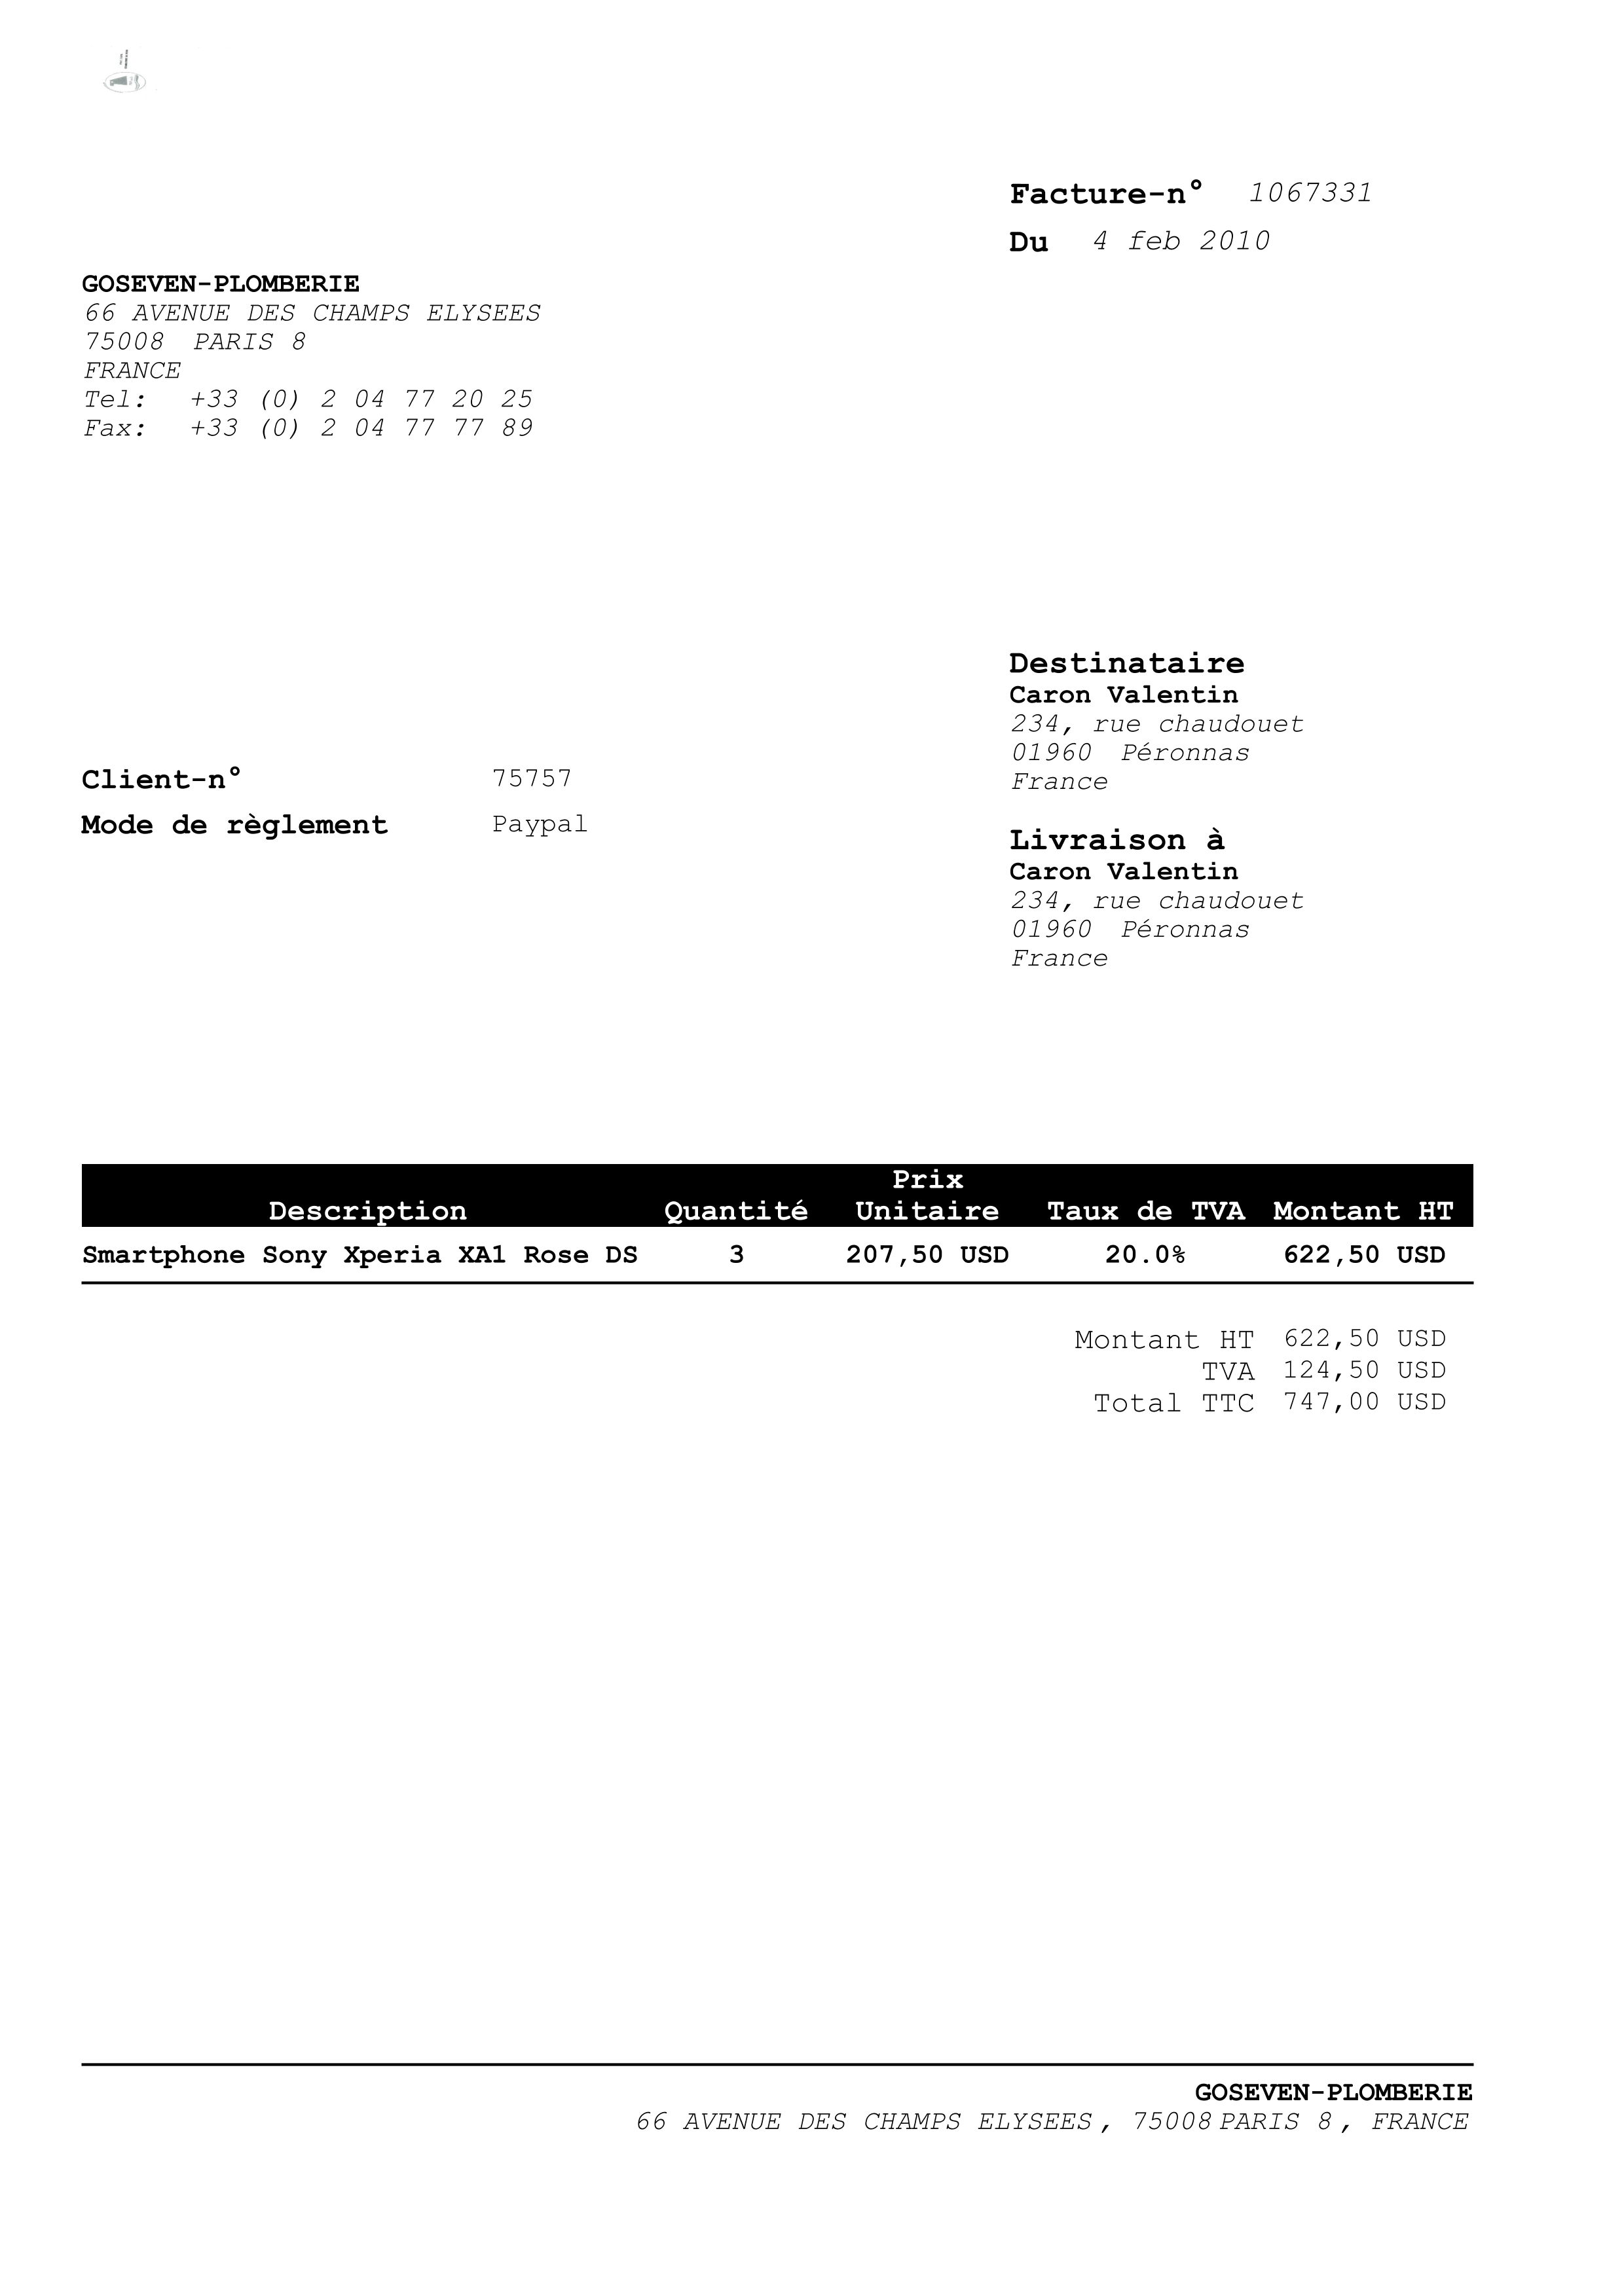 Facture-n° 1067331
Du 4 feb 2010
GOSEVEN-PLOMBERIE
66 AVENUE DES CHAMPS ELYSEES
75008 PARIS 8
FRANCE
Tel: +33 (0) 2 04 77 20 25
Fax: +33 (0) 2 04 77 77 89
Destinataire
Caron Valentin
234, rue chaudouet
01960 Péronnas
France
Client-n° 75757
Mode de règlement Paypal
Livraison à
Caron Valentin
234, rue chaudouet
01960 Péronnas
France
Description Quantité Prix Unitaire Taux de TVA Montant HT
Smartphone Sony Xperia XA1 Rose DS 3 207,50 USD 20.0% 622,50 USD
Montant HT 622,50 USD
TVA 124,50 USD
Total TTC 747,00 USD
GOSEVEN-PLOMBERIE
66 AVENUE DES CHAMPS ELYSEES, 75008 PARIS 8, FRANCE